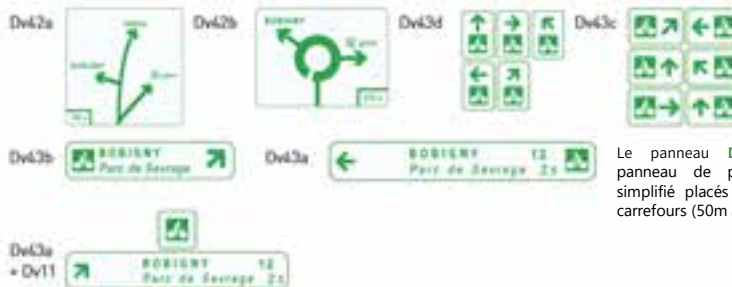 Dv42a
Dv42b
Dv43d
Dv43c
BOBIGNY
BOBIGNY
Dv43b
BOBIGNY
Parc de Sevrage
Dv43a
BOBIGNY 12
Parc de Sevrage 2s
Le panneau
panneau de p
simplifié placés
carrefours (50m
Dv43a
+ Dv11
BOBIGNY 12
Parc de Sevrage 2s